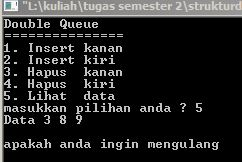 "L:\kuliah\tugas semester 2\strukturd
Double Queue
================
1. Insert kanan
2. Insert kiri
3. Hapus  kanan
4. Hapus  kiri
5. Lihat  data
masukkan pilihan anda ? 5
Data 3 8 9
apakah anda ingin mengulang